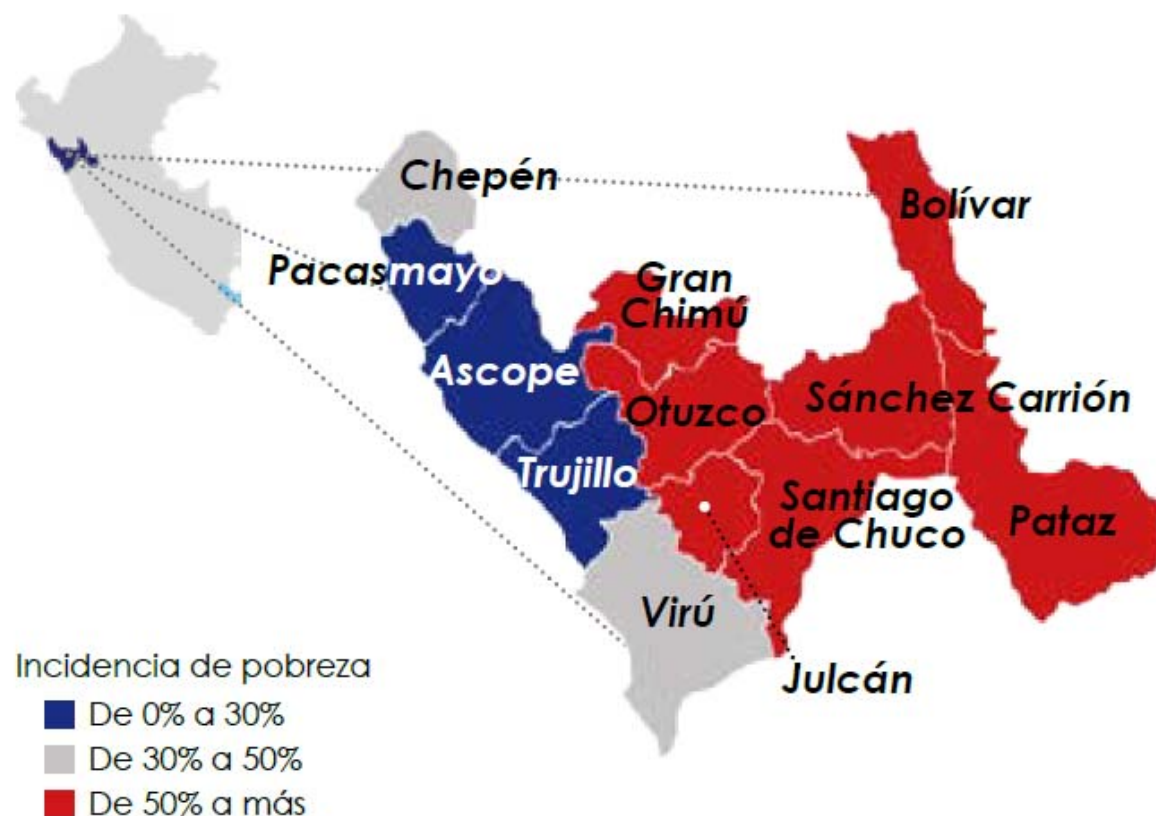 Chepén
Bolívar
Pacasmayo
Gran
Chimú
Ascope
Otuzco
Sánchez Carrión
Trujillo
Santiago
de Chuco
Pataz
Virú
Julcán
Incidencia de pobreza
De 0% a 30%
De 30% a 50%
De 50% a más